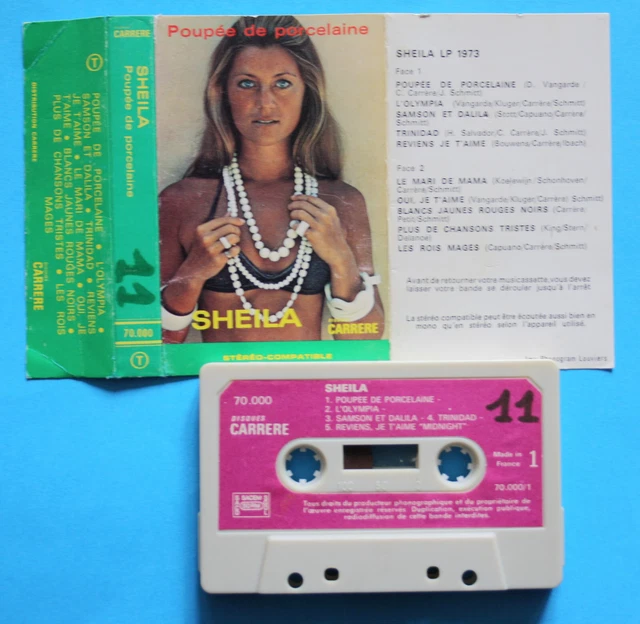 DISTRIBUTION CARRERE
POUPÉE DE PORCELAINE • L'OLYMPIA •
SAMSON ET DALILA • TRINIDAD • REVIENS
JE T'AIME • LE MARI DE MAMA • OUI, JE
T'AIME • BLANCS JAUNES ROUGES NOIRS •
PLUS DE CHANSONS TRISTES • LES ROIS
MAGES
CARRERE
CARRERE
T
SHEILA
Poupée de porcelaine
11
70.000
T
Poupée de porcelaine
SHEILA
CARRERE
STÉRÉO-COMPATIBLE
SHEILA LP 1973
Face 1
POUPÉE DE PORCELAINE (D. Vangarde/
C. Carrère/J. Schmitt)
L'OLYMPIA (Vangarde/Kluger/Carrère/Schmitt)
SAMSON ET DALILA (Stott/Capuano/Carrère/
Schmitt)
TRINIDAD (H. Salvador/C. Carrère/J. Schmitt)
REVIENS JE T'AIME (Bouwens/Carrère/Ibach)
Face 2
LE MARI DE MAMA (Koelewijn/Schonhoven/
Carrère/Schmitt)
OUI, JE T'AIME (Vangarde/Kluger/Carrère/Schmitt)
BLANCS JAUNES ROUGES NOIRS (Carrère/
Petit/Schmitt)
PLUS DE CHANSONS TRISTES (King/Stern/
Delancé)
LES ROIS MAGES (Capuano/Carrère/Schmitt)
Avant de retourner votre musicassette, vous devez
laisser votre bande se dérouler jusqu'à l'arrêt
La stéréo compatible peut être écoutée aussi bien en
mono qu'en stéréo selon l'appareil utilisé.
Imp. Phonogram Louviers
70.000
SHEILA
1. POUPEE DE PORCELAINE -
2. L'OLYMPIA -
3. SAMSON ET DALILA - 4. TRINIDAD -
5. REVIENS, JE T'AIME "MIDNIGHT"
DISQUES
CARRERE
11
Made in
France 1
70.000/1
SACEM
Tous droits du producteur phonographique et du propriétaire de
l'œuvre enregistrée réservés Duplication, exécution publique,
radiodiffusion de cette bande interdites.